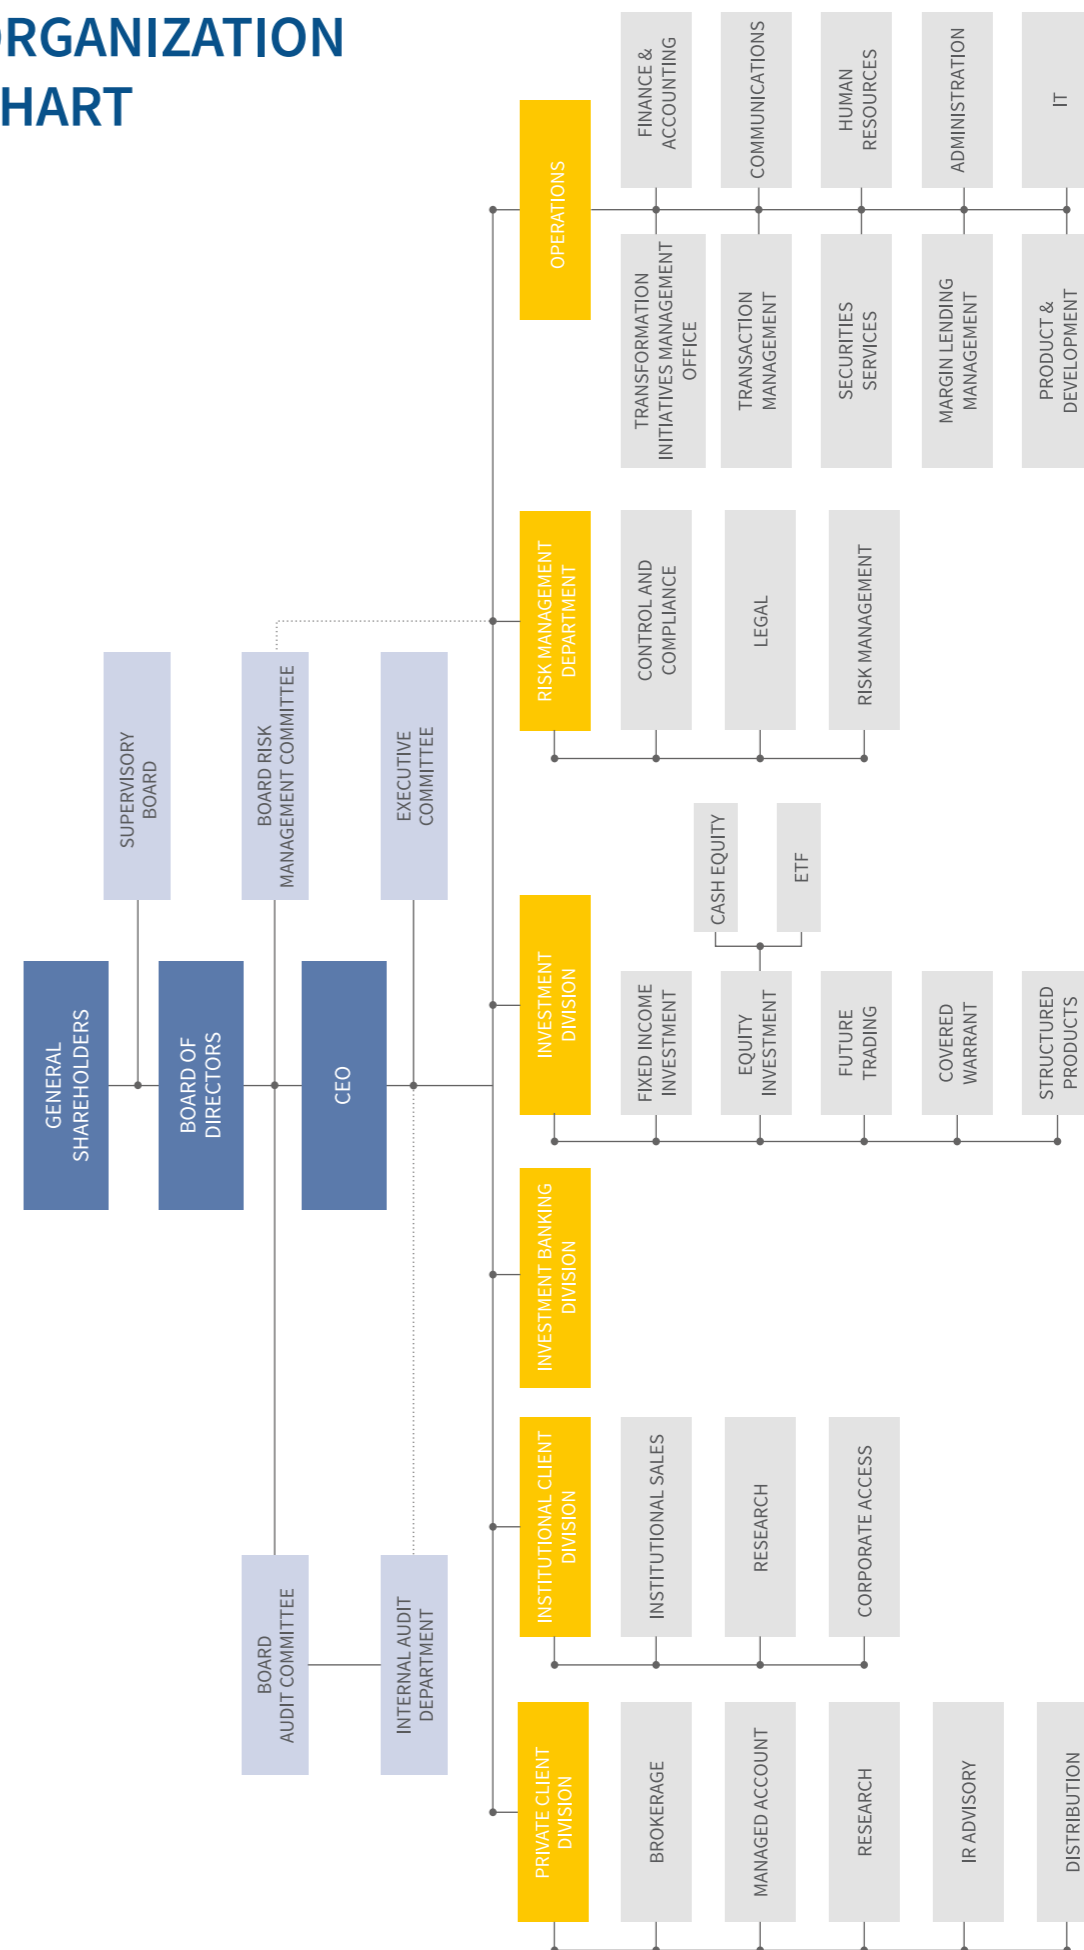 ORGANIZATION
HART
GENERAL
SHAREHOLDERS
SUPERVISORY
BOARD
BOARD OF
DIRECTORS
BOARD
AUDIT COMMITTEE
BOARD RISK
MANAGEMENT COMMITTEE
CEO
INTERNAL AUDIT
DEPARTMENT
EXECUTIVE
COMMITTEE
PRIVATE CLIENT
DIVISION
BROKERAGE
MANAGED ACCOUNT
RESEARCH
IR ADVISORY
DISTRIBUTION
INSTITUTIONAL CLIENT
DIVISION
INSTITUTIONAL SALES
RESEARCH
CORPORATE ACCESS
INVESTMENT BANKING
DIVISION
INVESTMENT
DIVISION
FIXED INCOME
INVESTMENT
EQUITY
INVESTMENT
CASH EQUITY
ETF
FUTURE
TRADING
COVERED
WARRANT
STRUCTURED
PRODUCTS
RISK MANAGEMENT
DEPARTMENT
CONTROL AND
COMPLIANCE
LEGAL
RISK MANAGEMENT
OPERATIONS
TRANSFORMATION
INITIATIVES MANAGEMENT
OFFICE
FINANCE &
ACCOUNTING
TRANSACTION
MANAGEMENT
COMMUNICATIONS
SECURITIES
SERVICES
HUMAN
RESOURCES
MARGIN LENDING
MANAGEMENT
ADMINISTRATION
PRODUCT &
DEVELOPMENT
IT